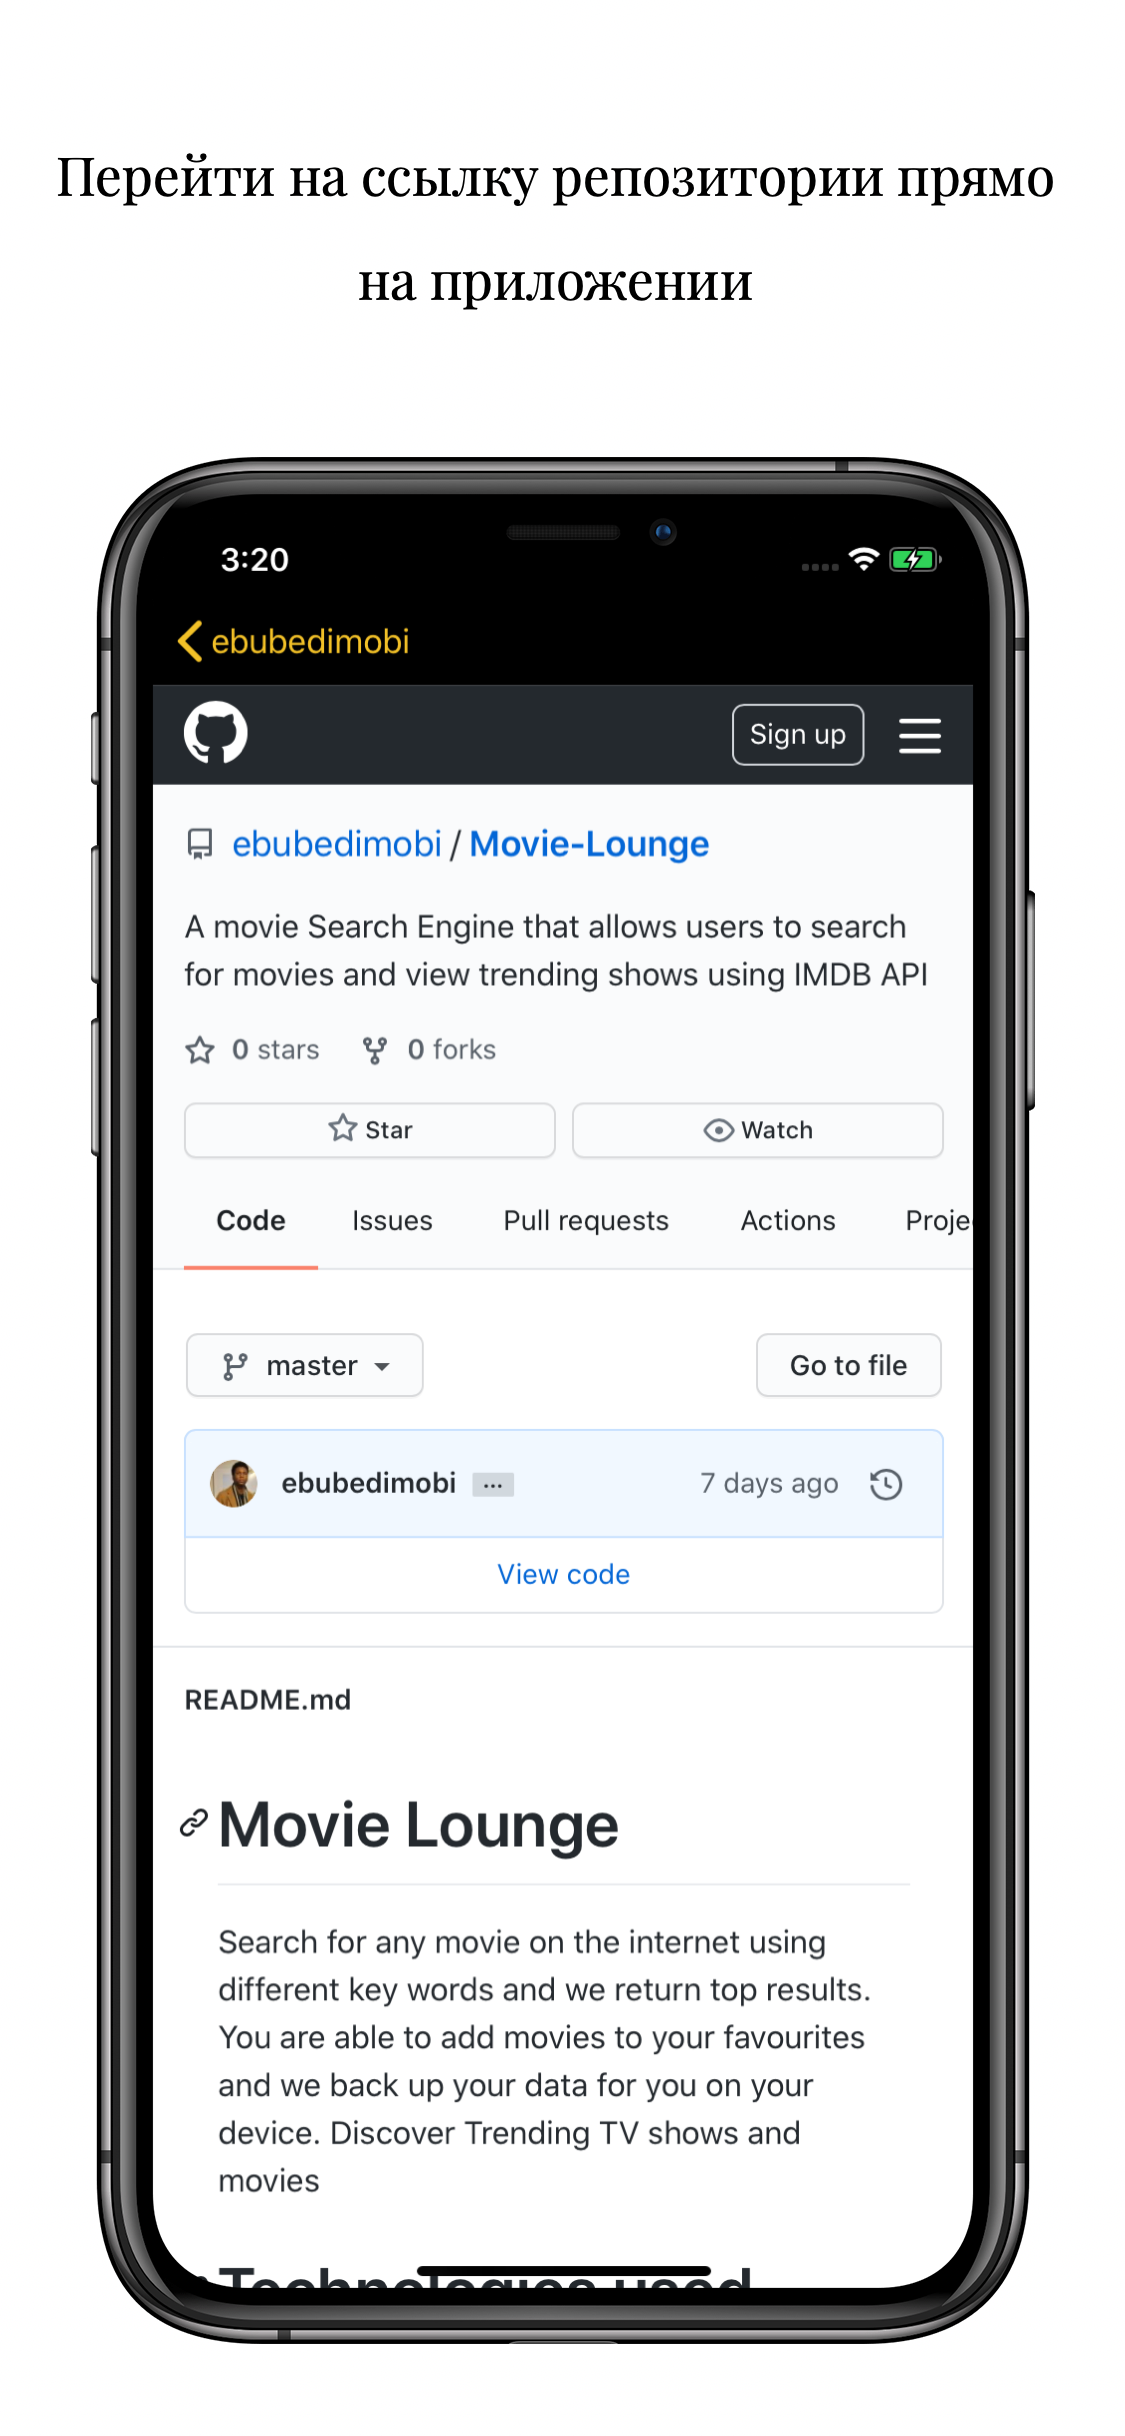 Перейти на ссылку репозитории прямо
на приложении
3:20
ebubedimobi
Sign up
ebubedimobi / Movie-Lounge
A movie Search Engine that allows users to search
for movies and view trending shows using IMDB API
0 stars 0 forks
Star Watch
Code Issues Pull requests Actions Proje
master Go to file
ebubedimobi ... 7 days ago
View code
README.md
Movie Lounge
Search for any movie on the internet using
different key words and we return top results.
You are able to add movies to your favourites
and we back up your data for you on your
device. Discover Trending TV shows and
movies
Technologies used